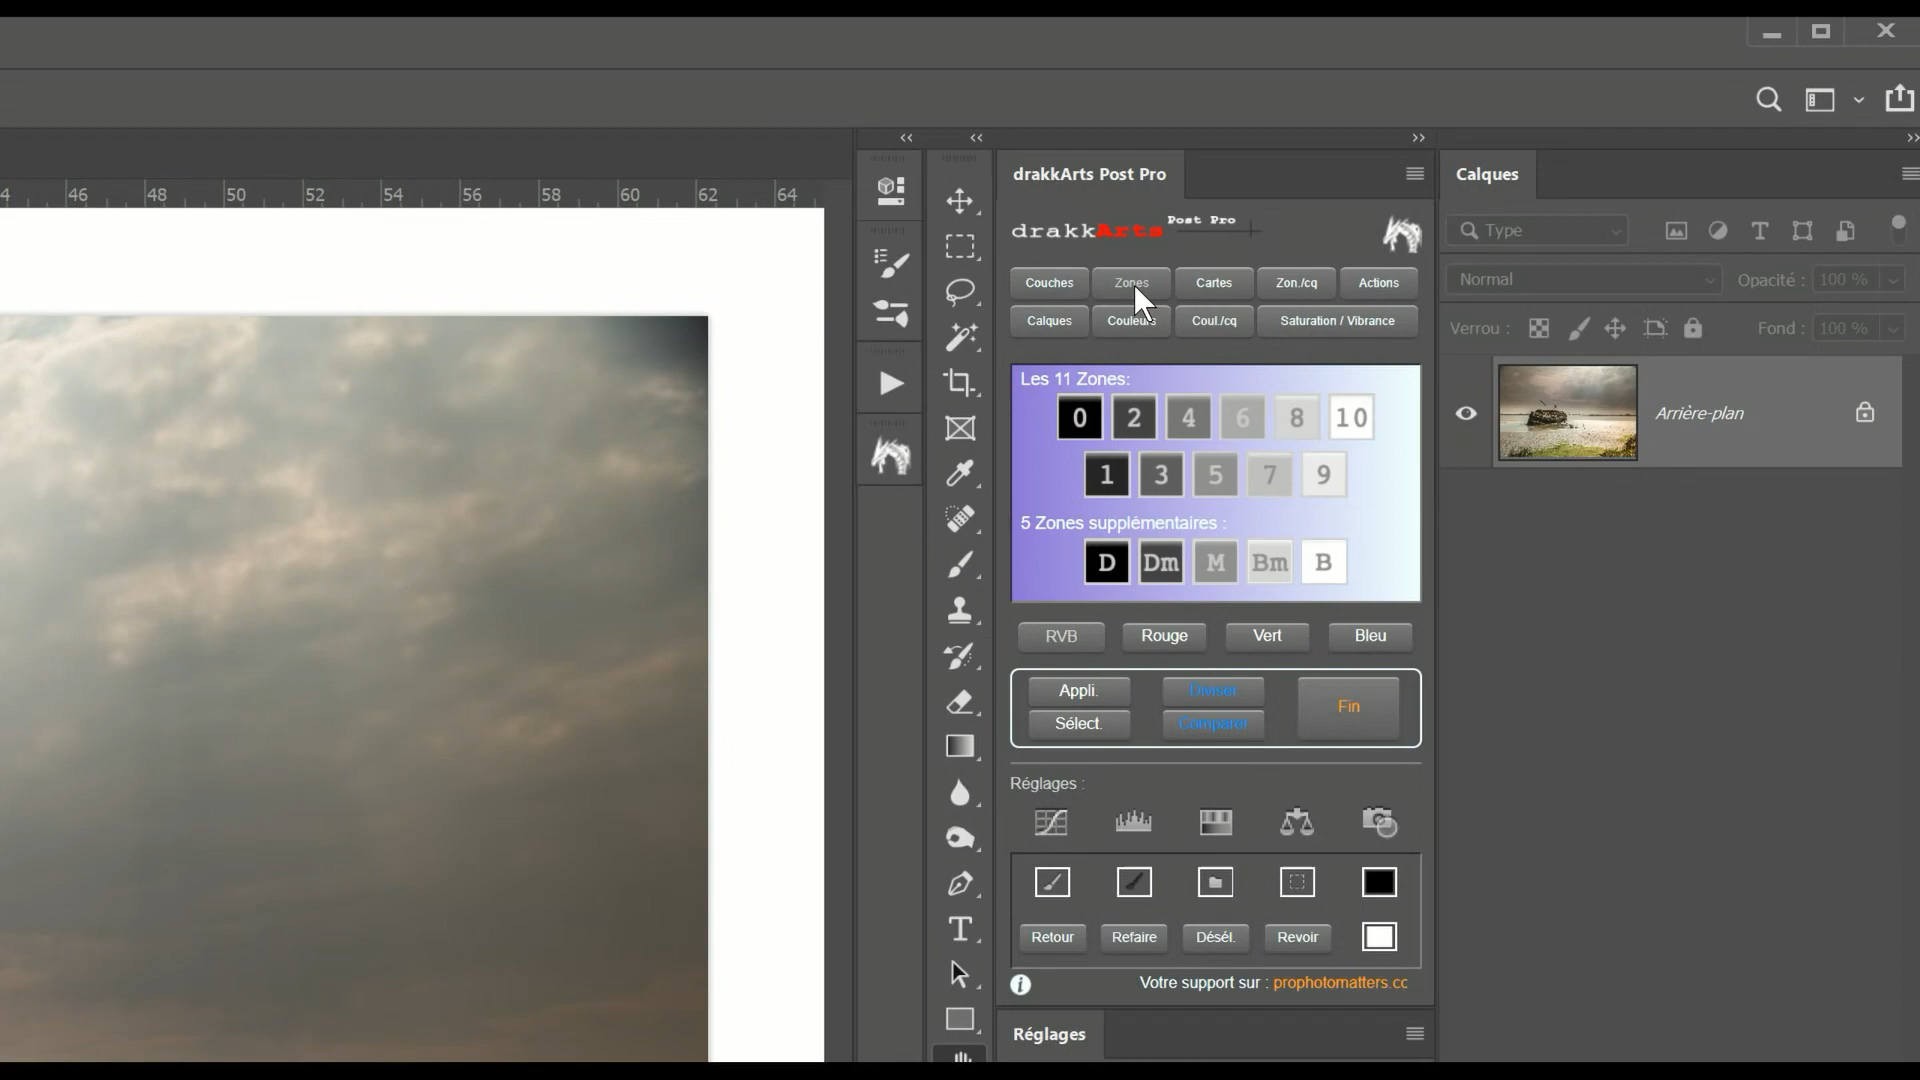 4 46 48 50 52 54 56 58 60 62 64
drakkArts Post Pro
Calques
drakkArts Post Pro
Type
Couches Zones Cartes Zon./cq Actions
Normal Opacité : 100 %
Calques Couleurs Coul./cq Saturation / Vibrance
Verrou : Fond : 100 %
Les 11 Zones:
0 2 4 6 8 10
Arrière-plan
1 3 5 7 9
5 Zones supplémentaires :
D Dm M Bm B
RVB Rouge Vert Bleu
Appli. Diviser Fin
Sélect. Comparer
Réglages :
Retour Refaire Désél. Revoir
Votre support sur : prophotomatters.cc
Réglages